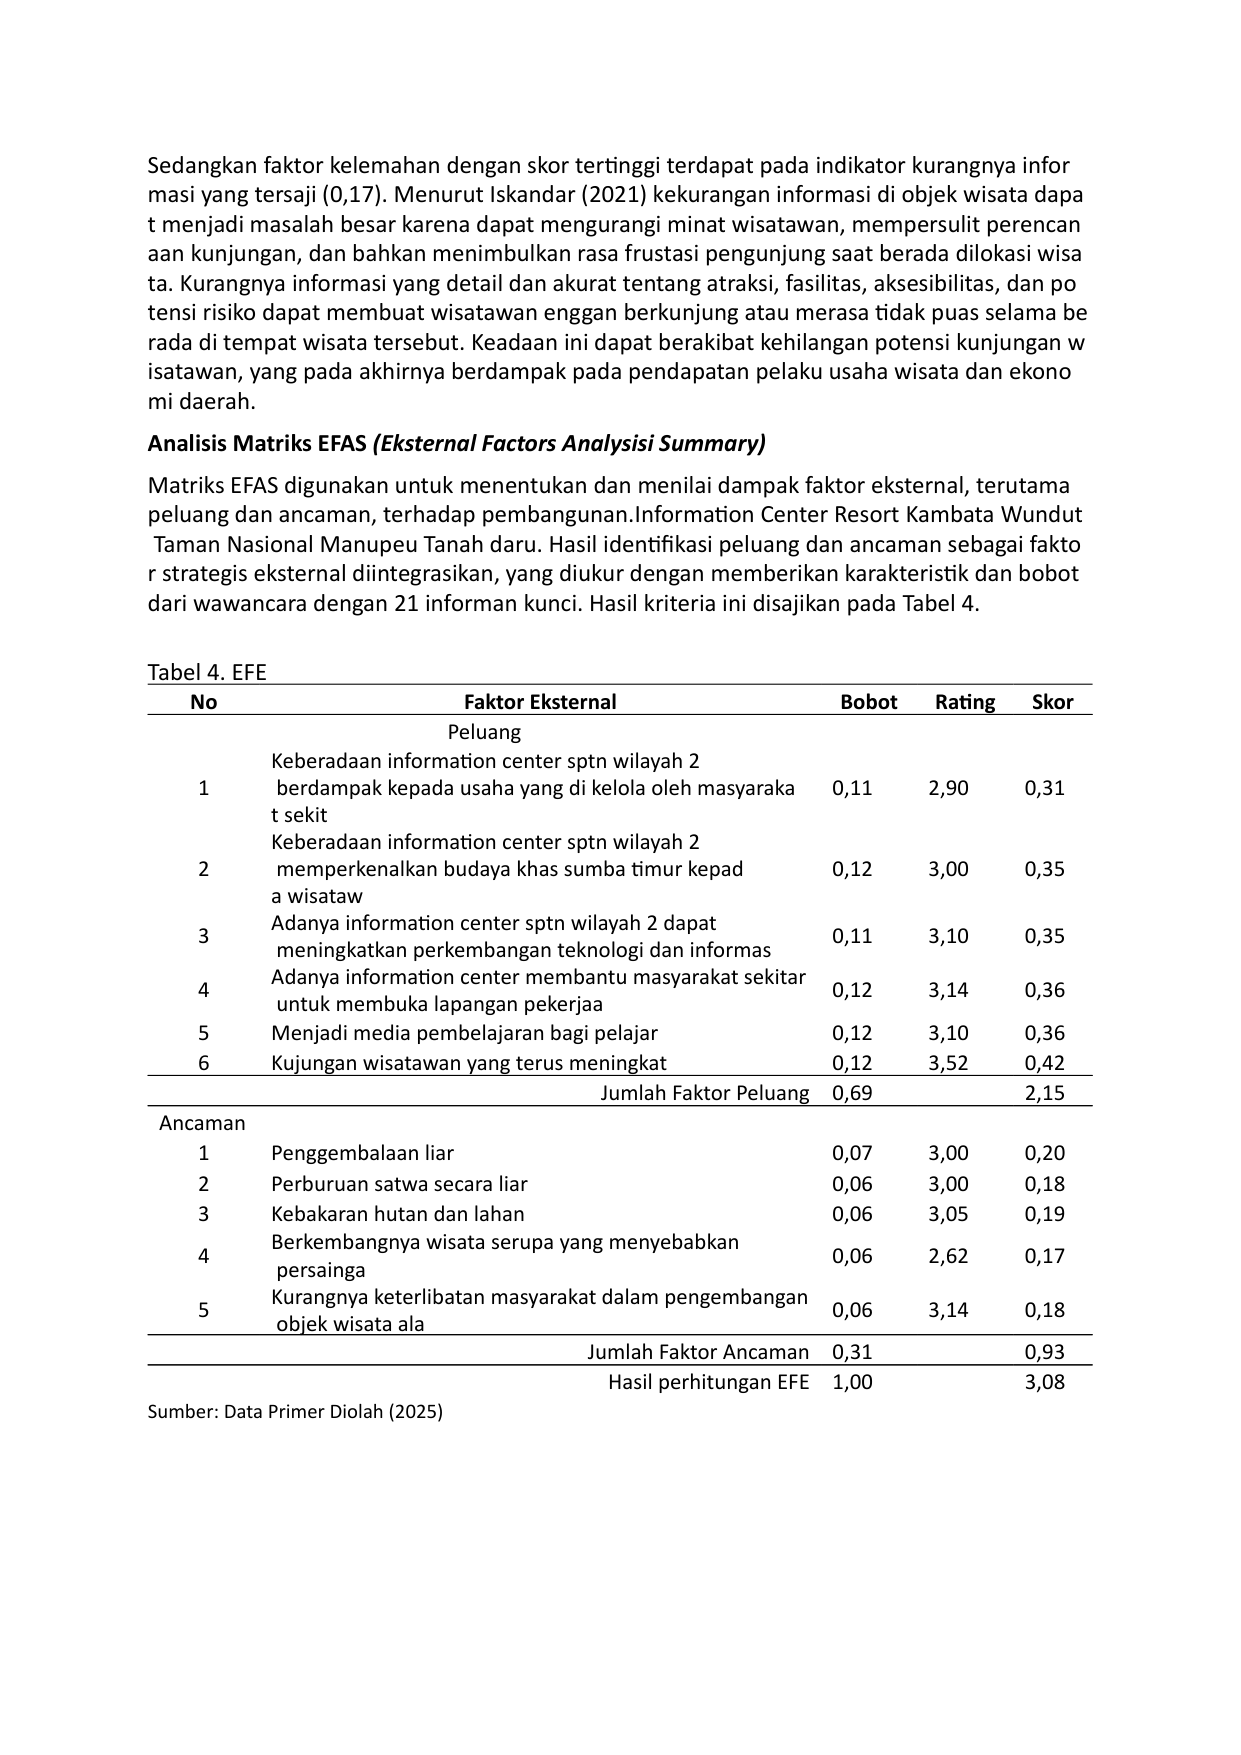 Sedangkan faktor kelemahan dengan skor tertinggi terdapat pada indikator kurangnya infor
masi yang tersaji (0,17). Menurut Iskandar (2021) kekurangan informasi di objek wisata dapa
t menjadi masalah besar karena dapat mengurangi minat wisatawan, mempersulit perencan
aan kunjungan, dan bahkan menimbulkan rasa frustasi pengunjung saat berada dilokasi wisa
ta. Kurangnya informasi yang detail dan akurat tentang atraksi, fasilitas, aksesibilitas, dan po
tensi risiko dapat membuat wisatawan enggan berkunjung atau merasa tidak puas selama be
rada di tempat wisata tersebut. Keadaan ini dapat berakibat kehilangan potensi kunjungan w
isatawan, yang pada akhirnya berdampak pada pendapatan pelaku usaha wisata dan ekono
mi daerah.
Analisis Matriks EFAS (Eksternal Factors Analysisi Summary)
Matriks EFAS digunakan untuk menentukan dan menilai dampak faktor eksternal, terutama
peluang dan ancaman, terhadap pembangunan.Information Center Resort Kambata Wundut
Taman Nasional Manupeu Tanah daru. Hasil identifikasi peluang dan ancaman sebagai fakto
r strategis eksternal diintegrasikan, yang diukur dengan memberikan karakteristik dan bobot
dari wawancara dengan 21 informan kunci. Hasil kriteria ini disajikan pada Tabel 4.
Tabel 4. EFE
No Faktor Eksternal Bobot Rating Skor
Peluang
Keberadaan information center sptn wilayah 2
1 berdampak kepada usaha yang di kelola oleh masyaraka 0,11 2,90 0,31
t sekit
Keberadaan information center sptn wilayah 2
2 memperkenalkan budaya khas sumba timur kepad 0,12 3,00 0,35
a wisataw
3 Adanya information center sptn wilayah 2 dapat 0,11 3,10 0,35
meningkatkan perkembangan teknologi dan informas
4 Adanya information center membantu masyarakat sekitar 0,12 3,14 0,36
untuk membuka lapangan pekerjaa
5 Menjadi media pembelajaran bagi pelajar 0,12 3,10 0,36
6 Kujungan wisatawan yang terus meningkat 0,12 3,52 0,42
Jumlah Faktor Peluang 0,69 2,15
Ancaman
1 Penggembalaan liar 0,07 3,00 0,20
2 Perburuan satwa secara liar 0,06 3,00 0,18
3 Kebakaran hutan dan lahan 0,06 3,05 0,19
4 Berkembangnya wisata serupa yang menyebabkan 0,06 2,62 0,17
persainga
5 Kurangnya keterlibatan masyarakat dalam pengembangan 0,06 3,14 0,18
objek wisata ala
Jumlah Faktor Ancaman 0,31 0,93
Hasil perhitungan EFE 1,00 3,08
Sumber: Data Primer Diolah (2025)